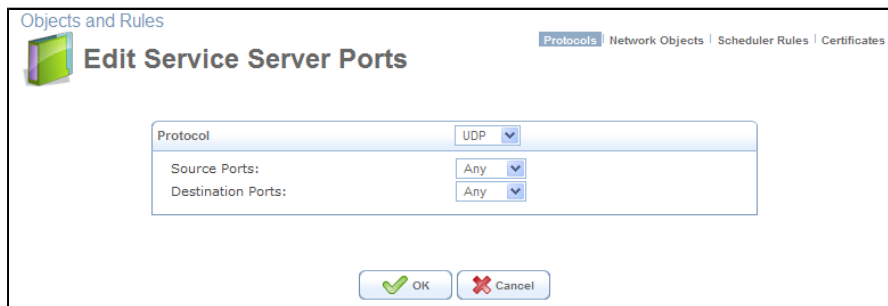 Objects and Rules
Edit Service Server Ports
Protocols | Network Objects | Scheduler Rules | Certificates
Protocol UDP
Source Ports: Any
Destination Ports: Any
OK Cancel